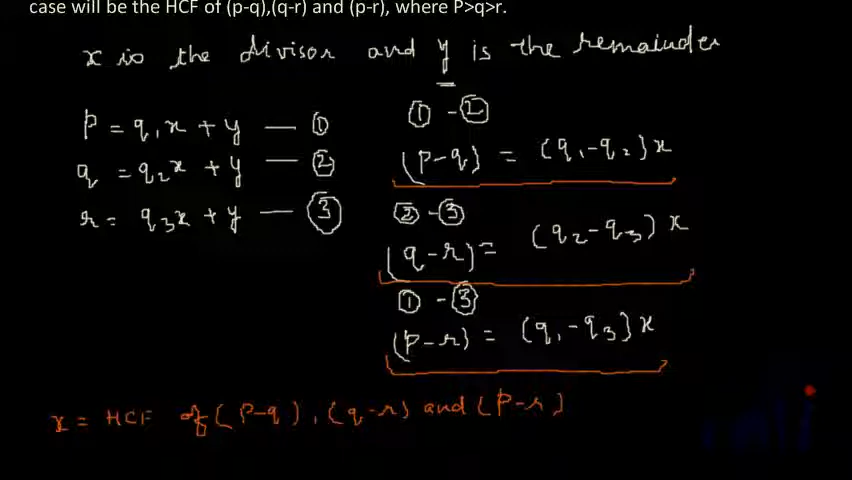 case will be the HCF of (p-q),(q-r) and (p-r), where P>q>r.
x is the divisor and y is the remainder
p = q₁x + y — ①
q = q₂x + y — ②
r = q₃x + y — ③
① - ②
(p-q) = (q₁-q₂)x
② - ③
(q-r) = (q₂-q₃)x
① - ③
(p-r) = (q₁-q₃)x
x = HCF of (p-q), (q-r) and (p-r)